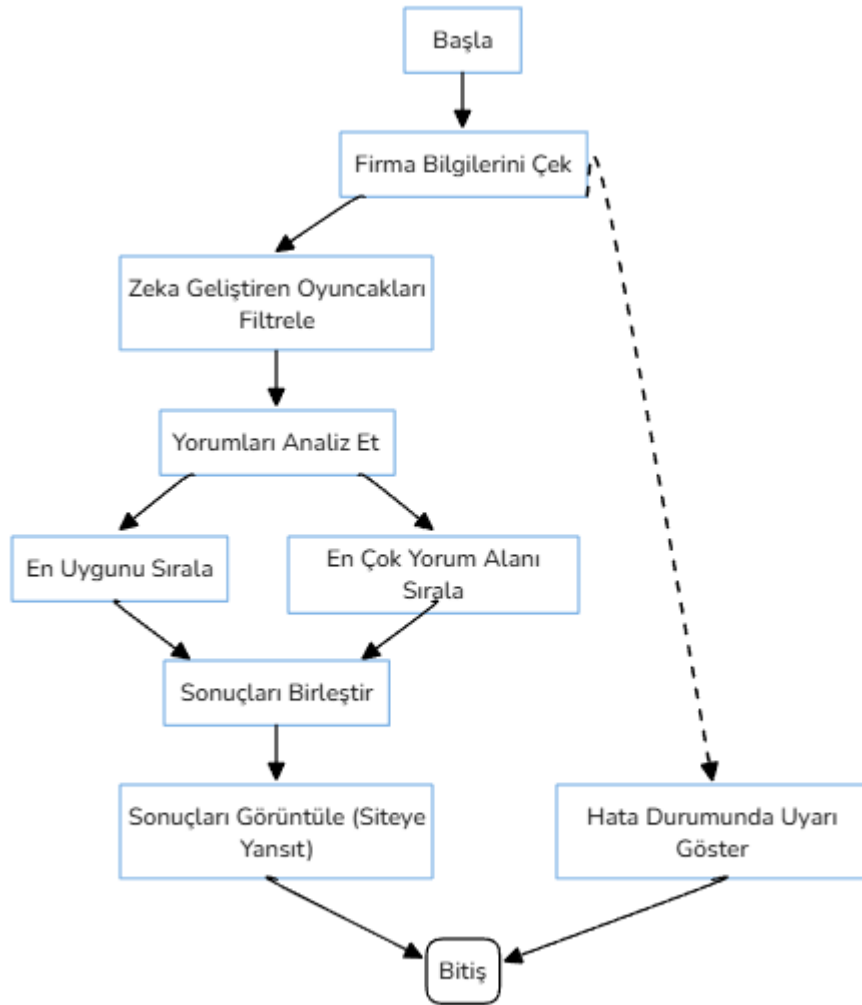 Başla
Firma Bilgilerini Çek
Zeka Geliştiren Oyuncakları
Filtrele
Yorumları Analiz Et
En Uygunu Sırala
En Çok Yorum Alanı
Sırala
Sonuçları Birleştir
Sonuçları Görüntüle (Siteye
Yansıt)
Hata Durumunda Uyarı
Göster
Bitiş